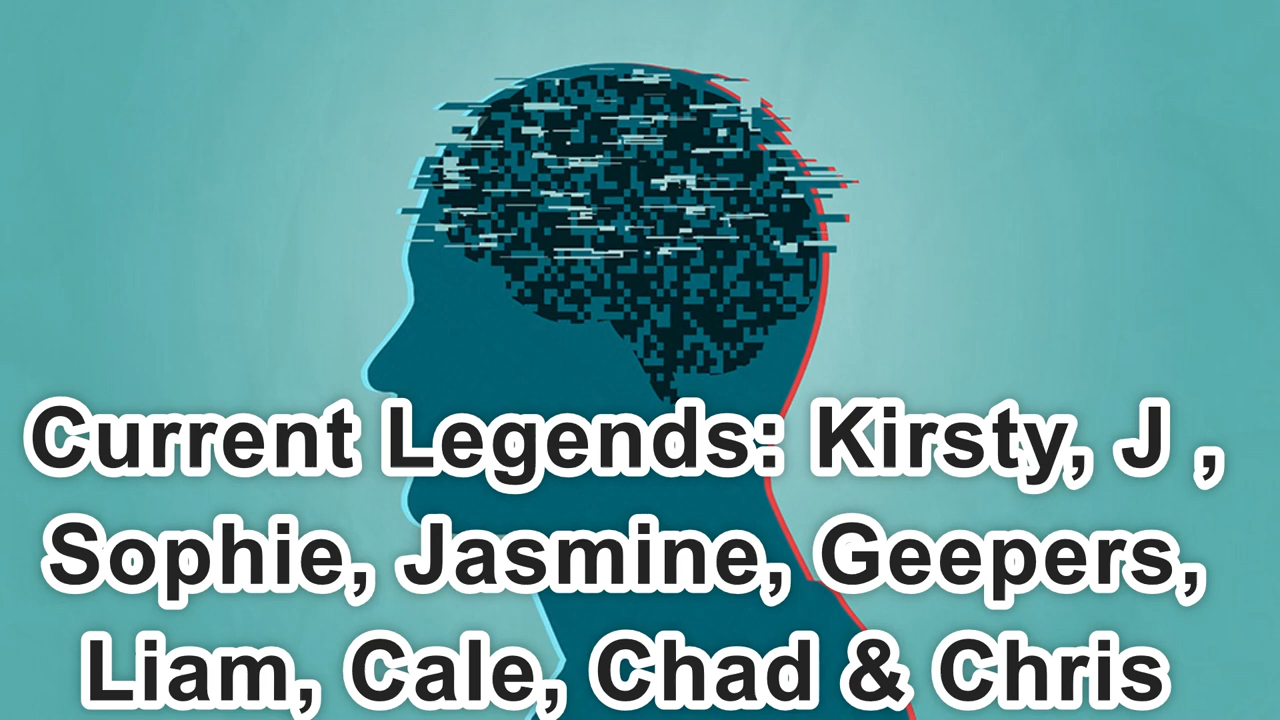 Current Legends: Kirsty, J ,
Sophie, Jasmine, Geepers,
Liam, Cale, Chad & Chris